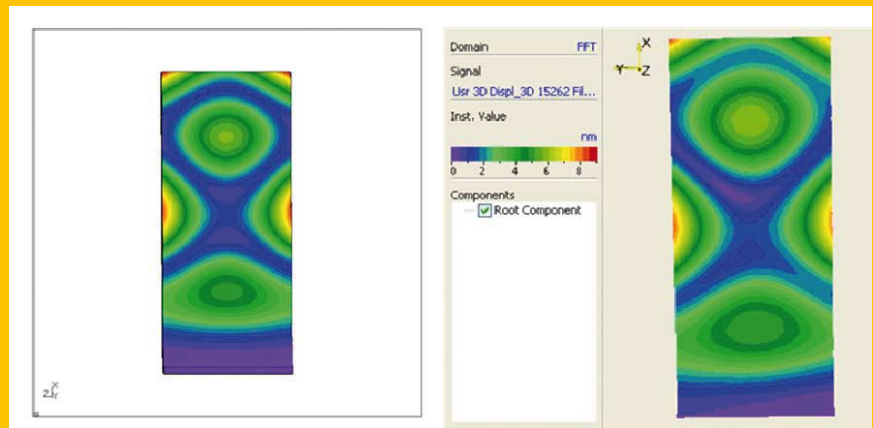 Domain FFT
Signal
Usr 3D Displ_3D 15262 Fil...
Inst. Value
nm
0 2 4 6 8
Components
Root Component
X
Y Z
X
Z Y